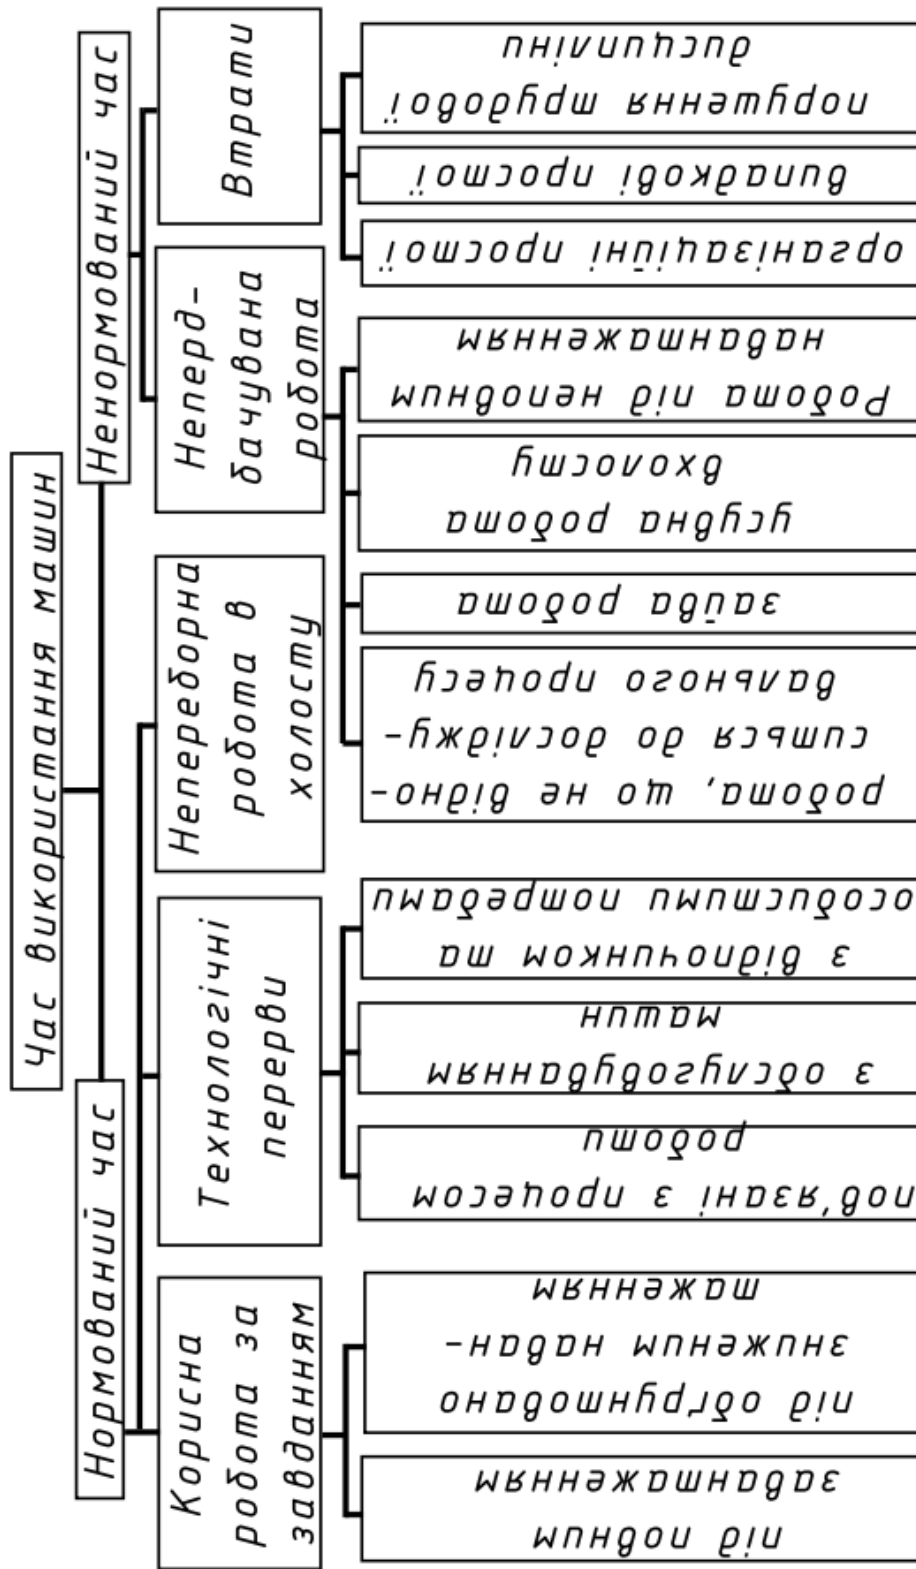 Час використання машин
Нормований час
Ненормований час
Корисна
робота за
завданням
Технологічні
перерви
Непереборна
робота в
холосту
Неперд-
бачувана
робота
Втрати
під повним
завантаженням
під обґрунтовано
зниженим наван-
таженням
пов'язані з процесом
роботи
з обслуговуванням
машин
з відпочинком та
особистими потребами
робота, що не відно-
ситься до досліджу-
вального процесу
зайва робота
усувна робота
вхолосту
Робота під неповним
навантаженням
організаційні простої
випадкові простої
порушення трудової
дисципліни